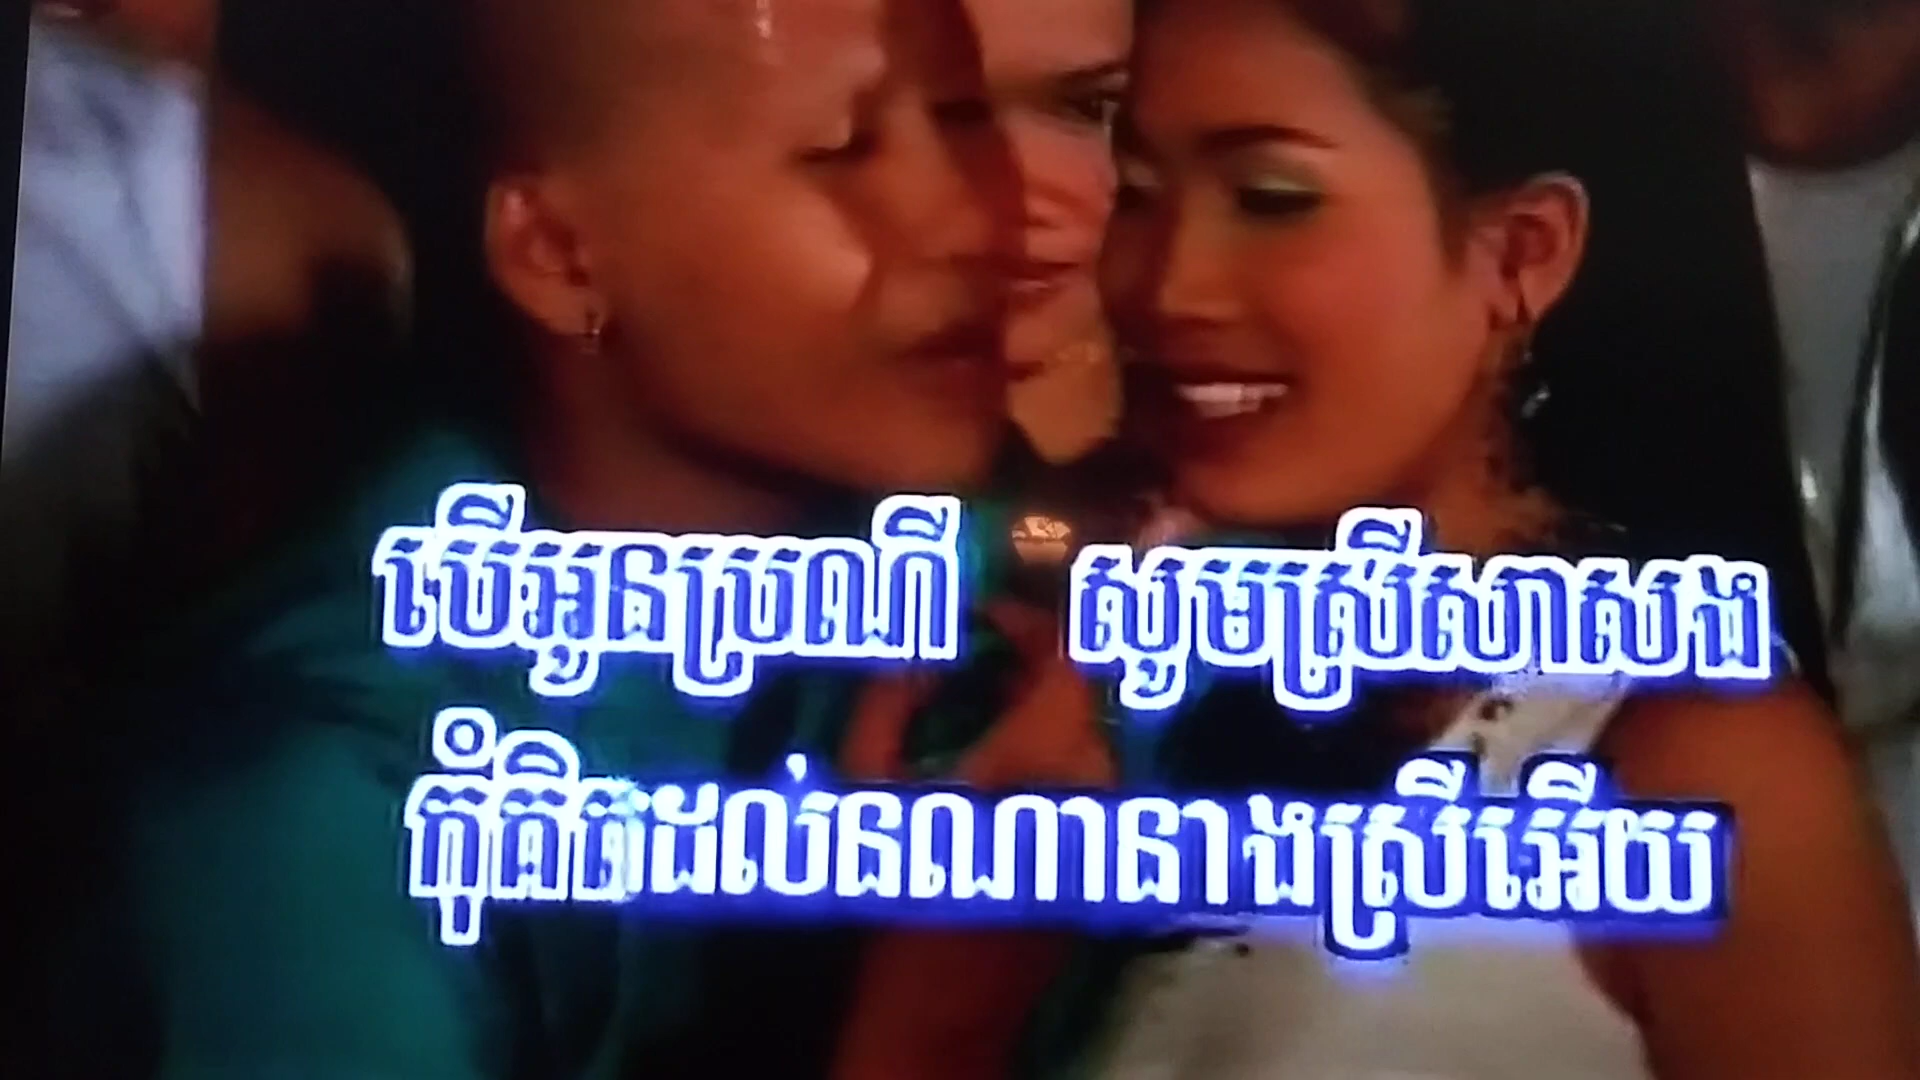 បើអូនប្រណី សូមស្រីសាសង
កុំគិតដល់នណានាងស្រីអើយ